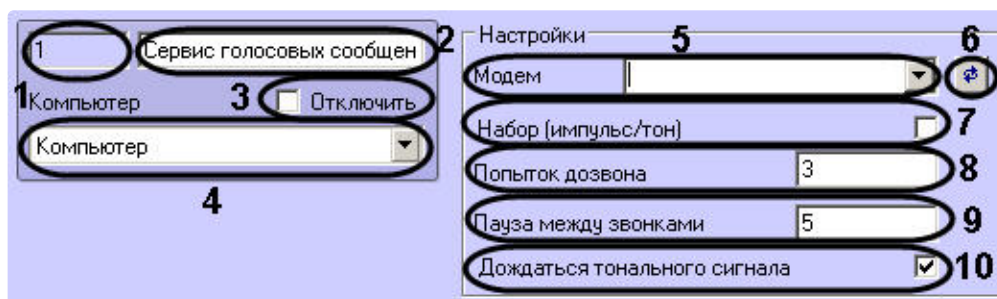 1
Сервис голосовых сообщен
2
1
Компьютер
3
Отключить
Компьютер
4
Настройки
5
6
Модем
Набор (импульс/тон)
7
Попыток дозвона
3
8
Пауза между звонками
5
9
Дождаться тонального сигнала
10